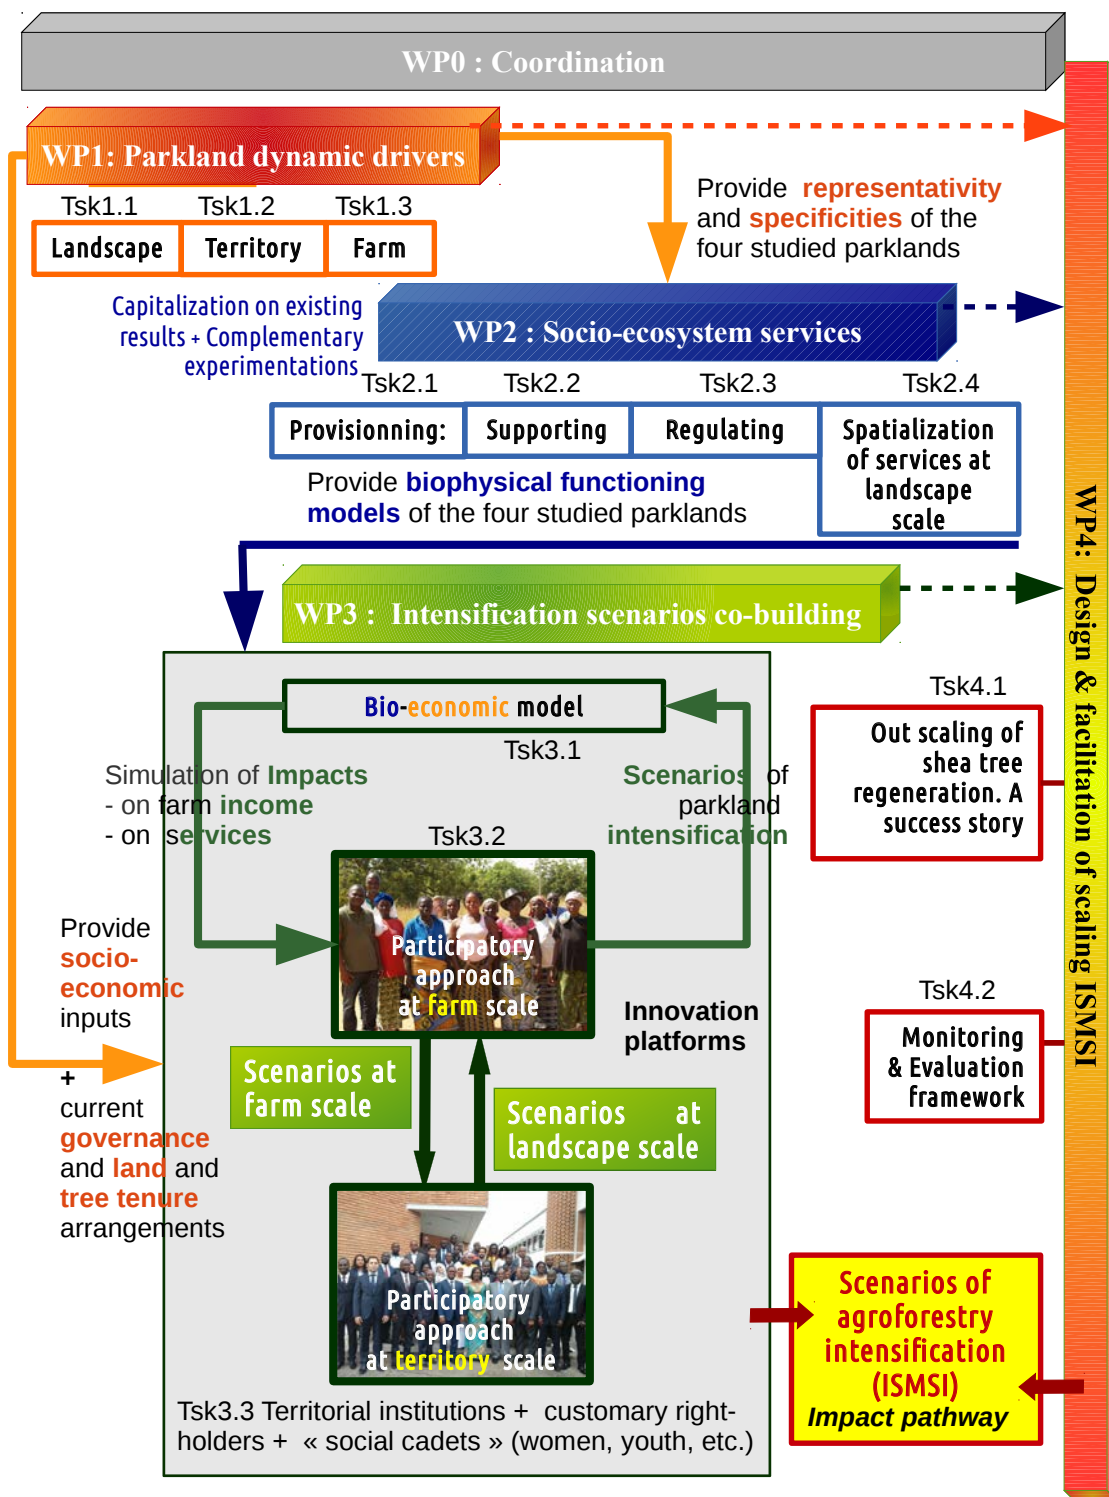 WP0 : Coordination
WP1: Parkland dynamic drivers
Tsk1.1 Tsk1.2 Tsk1.3
Landscape Territory Farm
Provide representativity
and specificities of the
four studied parklands
Capitalization on existing
results + Complementary
experimentations
WP2 : Socio-ecosystem services
Tsk2.1 Tsk2.2 Tsk2.3 Tsk2.4
Provisionning: Supporting Regulating
Spatialization
of services at
landscape
scale
Provide biophysical functioning
models of the four studied parklands
WP3 : Intensification scenarios co-building
Bio-economic model
Tsk3.1
Simulation of Impacts
- on farm income
- on services
Scenarios of
parkland
intensification
Tsk3.2
Participatory
approach
at farm scale
Innovation
platforms
Provide
socio-
economic
inputs
+
current
governance
and land and
tree tenure
arrangements
Scenarios at
farm scale
Scenarios at
landscape scale
Participatory
approach
at territory scale
Tsk3.3 Territorial institutions + customary right-
holders + « social cadets » (women, youth, etc.)
Tsk4.1
Out scaling of
shea tree
regeneration. A
success story
Tsk4.2
Monitoring
& Evaluation
framework
Scenarios of
agroforestry
intensification
(ISMSI)
Impact pathway
WP4: Design & facilitation of scaling ISMSI